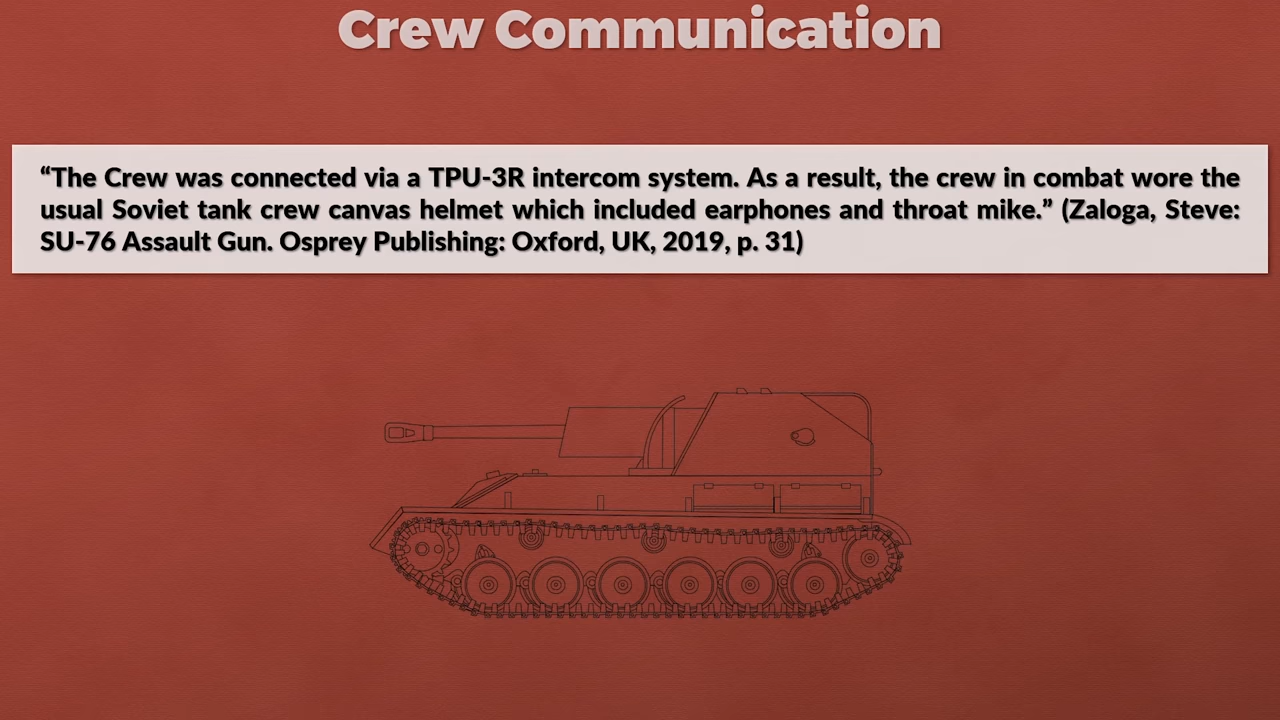 Crew Communication
“The Crew was connected via a TPU-3R intercom system. As a result, the crew in combat wore the
usual Soviet tank crew canvas helmet which included earphones and throat mike.” (Zaloga, Steve:
SU-76 Assault Gun. Osprey Publishing: Oxford, UK, 2019, p. 31)